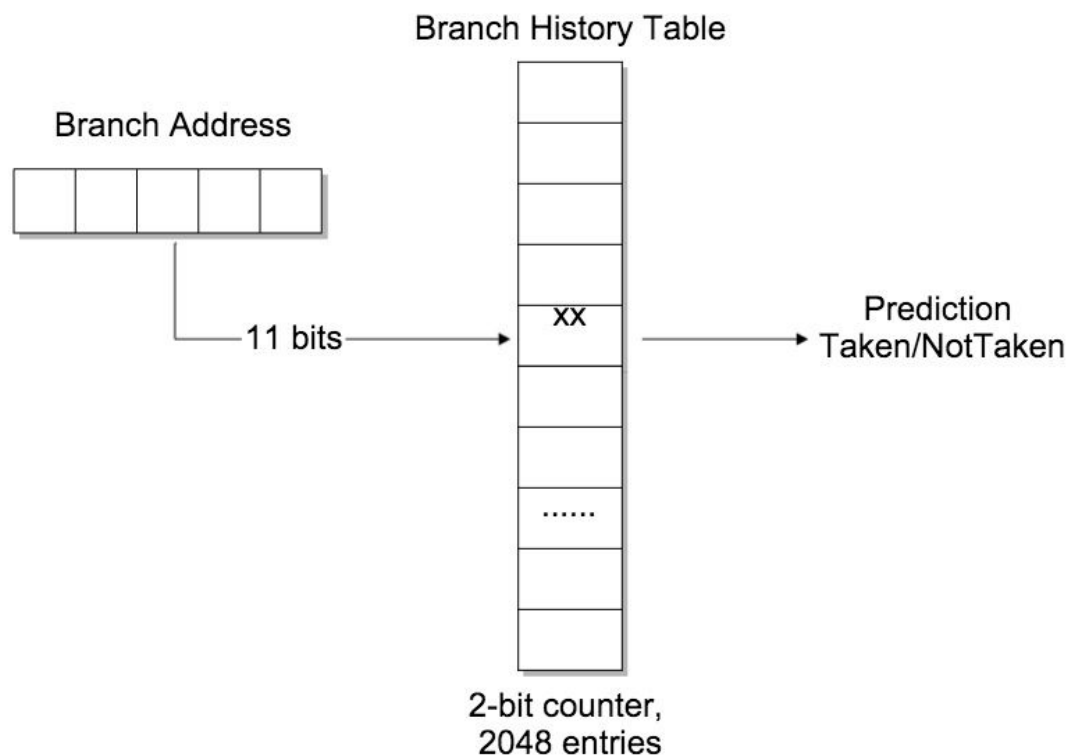 Branch History Table
Branch Address
11 bits
xx
Prediction
Taken/NotTaken
......
2-bit counter,
2048 entries